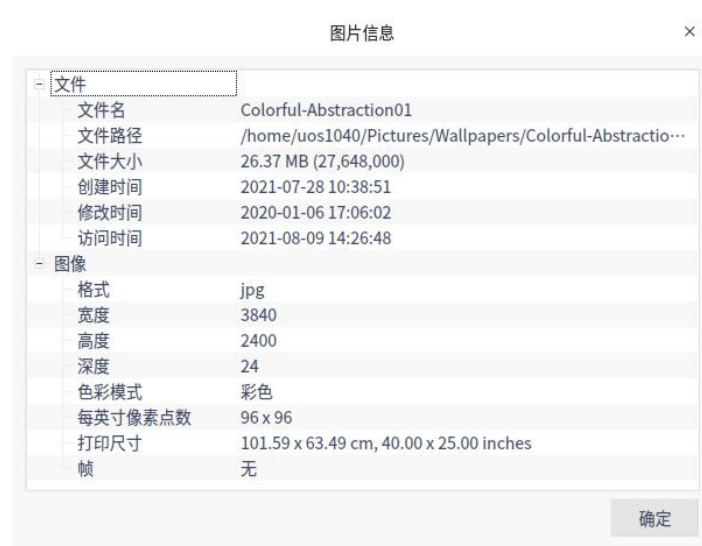 图片信息
文件
文件名 Colorful-Abstraction01
文件路径 /home/uos1040/Pictures/Wallpapers/Colorful-Abstractio···
文件大小 26.37 MB (27,648,000)
创建时间 2021-07-28 10:38:51
修改时间 2020-01-06 17:06:02
访问时间 2021-08-09 14:26:48
图像
格式 jpg
宽度 3840
高度 2400
深度 24
色彩模式 彩色
每英寸像素点数 96 x 96
打印尺寸 101.59 x 63.49 cm, 40.00 x 25.00 inches
帧 无
确定